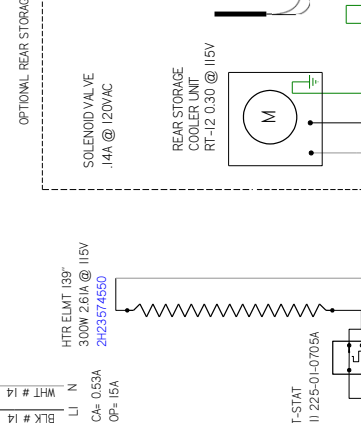 OPTIONAL REAR STORAG
SOLENOID VALVE
.14A @ 120VAC
REAR STORAGE
COOLER UNIT
RT-12 0.30 @ 115V
M
HTR ELMT 139"
300W 2.61A @ 115V
2H23574550
WHT # 14
BLK # 14
N
L1
CA= 0.53A
OP= 15A
T-STAT
1) 225-01-0705A